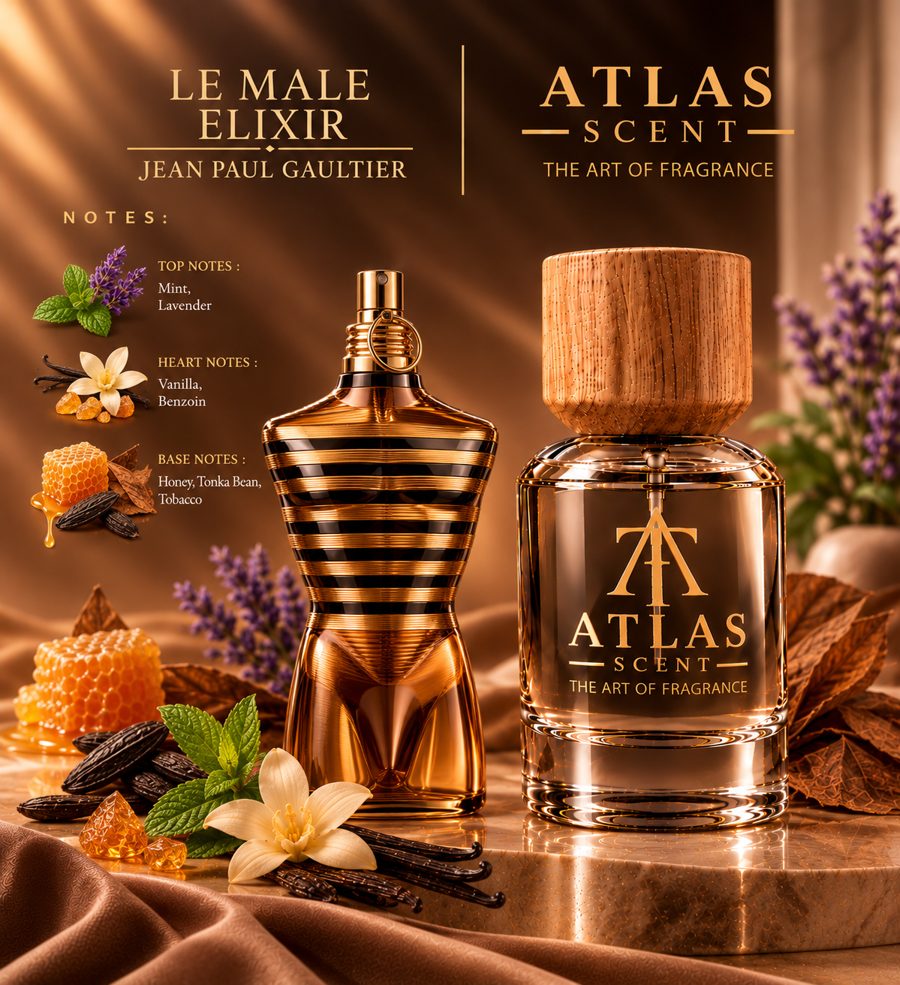 LE MALE
ELIXIR
JEAN PAUL GAULTIER
ATLAS
SCENT
THE ART OF FRAGRANCE
NOTES:
TOP NOTES :
Mint,
Lavender
HEART NOTES :
Vanilla,
Benzoin
BASE NOTES :
Honey, Tonka Bean,
Tobacco
ATLAS
SCENT
THE ART OF FRAGRANCE